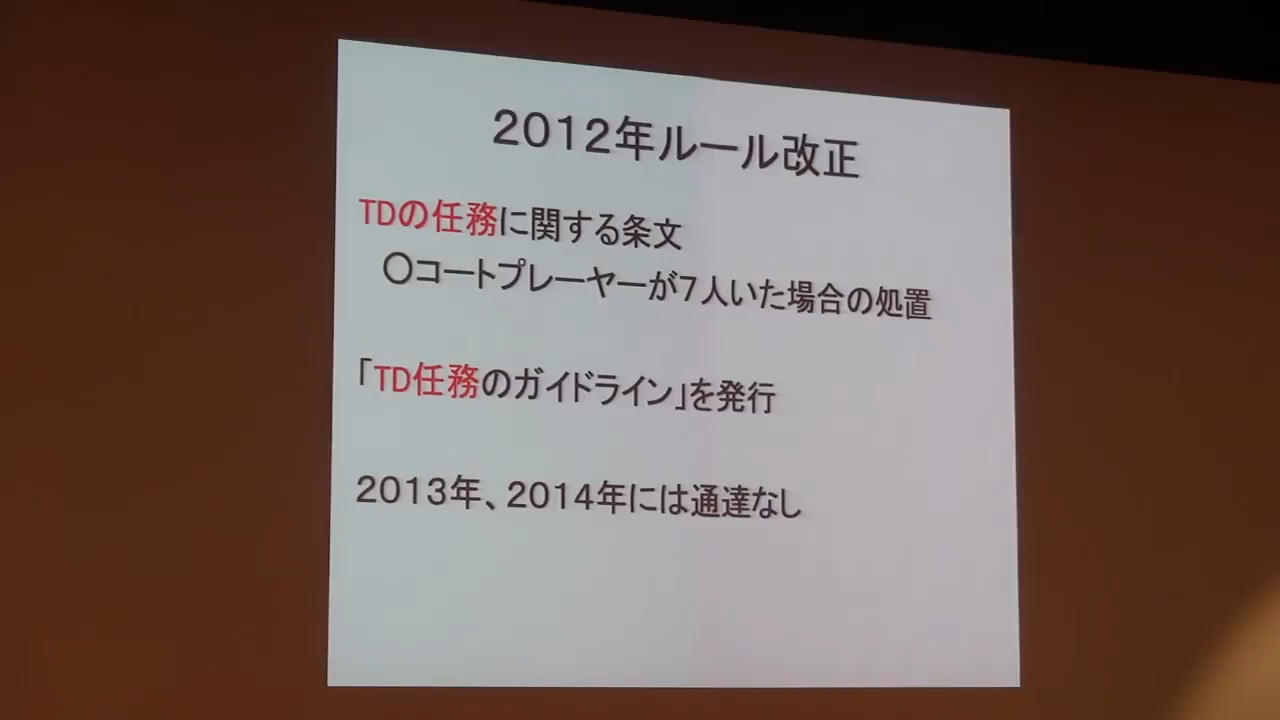 ２０１２年ルール改正
TDの任務に関する条文
〇コートプレーヤーが７人いた場合の処置
「TD任務のガイドライン」を発行
２０１３年、２０１４年には通達なし